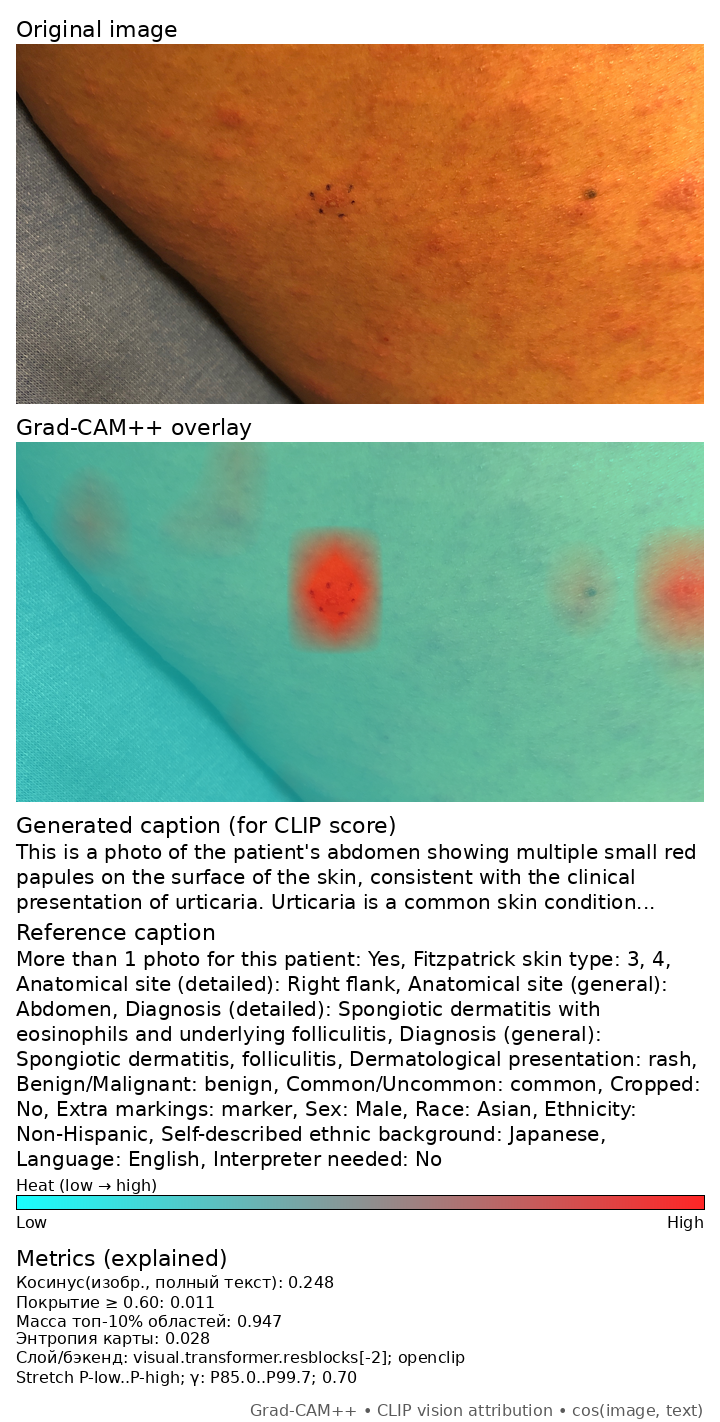 Original image
Grad-CAM++ overlay
Generated caption (for CLIP score)
This is a photo of the patient's abdomen showing multiple small red
papules on the surface of the skin, consistent with the clinical
presentation of urticaria. Urticaria is a common skin condition...
Reference caption
More than 1 photo for this patient: Yes, Fitzpatrick skin type: 3, 4,
Anatomical site (detailed): Right flank, Anatomical site (general):
Abdomen, Diagnosis (detailed): Spongiotic dermatitis with
eosinophils and underlying folliculitis, Diagnosis (general):
Spongiotic dermatitis, folliculitis, Dermatological presentation: rash,
Benign/Malignant: benign, Common/Uncommon: common, Cropped:
No, Extra markings: marker, Sex: Male, Race: Asian, Ethnicity:
Non-Hispanic, Self-described ethnic background: Japanese,
Language: English, Interpreter needed: No
Heat (low → high)
Low High
Metrics (explained)
Косинус(изобр., полный текст): 0.248
Покрытие ≥ 0.60: 0.011
Масса топ-10% областей: 0.947
Энтропия карты: 0.028
Слой/бэкенд: visual.transformer.resblocks[-2]; openclip
Stretch P-low..P-high; γ: P85.0..P99.7; 0.70
Grad-CAM++ • CLIP vision attribution • cos(image, text)